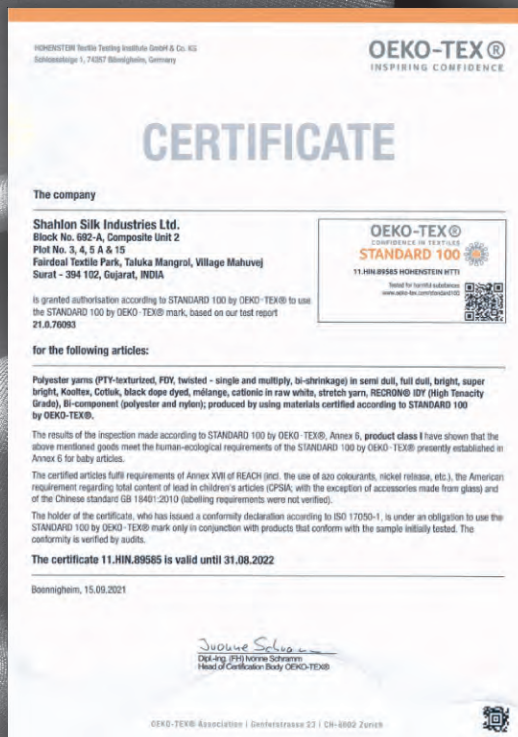 HOHENSTEIN Textile Testing Institute GmbH & Co. KG
Schlosssteige 1, 74357 Bönnigheim, Germany
OEKO-TEX®
INSPIRING CONFIDENCE
CERTIFICATE
The company
Shahlon Silk Industries Ltd.
Block No. 692-A, Composite Unit 2
Plot No. 3, 4, 5 A & 15
Fairdeal Textile Park, Taluka Mangrol, Village Mahuvej
Surat - 394 102, Gujarat, INDIA
OEKO-TEX®
CONFIDENCE IN TEXTILES
STANDARD 100
11.HIN.89585 HOHENSTEIN HTTI
Tested for harmful substances
www.oeko-tex.com/standard100
is granted authorisation according to STANDARD 100 by OEKO-TEX® to use
the STANDARD 100 by OEKO-TEX® mark, based on our test report
21.0.76093
for the following articles:
Polyester yarns (PTY-texturized, FDY, twisted - single and multiply, bi-shrinkage) in semi dull, full dull, bright, super
bright, Kooltex, Cotluk, black dope dyed, mélange, cationic in raw white, stretch yarn, RECRON® IDY (High Tenacity
Grade), Bi-component (polyester and nylon); produced by using materials certified according to STANDARD 100
by OEKO-TEX®.
The results of the inspection made according to STANDARD 100 by OEKO-TEX®, Annex 6, product class I have shown that the
above mentioned goods meet the human-ecological requirements of the STANDARD 100 by OEKO-TEX® presently established in
Annex 6 for baby articles.
The certified articles fulfil requirements of Annex XVII of REACH (incl. the use of azo colourants, nickel release, etc.), the American
requirement regarding total content of lead in children's articles (CPSIA; with the exception of accessories made from glass) and
of the Chinese standard GB 18401:2010 (labelling requirements were not verified).
The holder of the certificate, who has issued a conformity declaration according to ISO 17050-1, is under an obligation to use the
STANDARD 100 by OEKO-TEX® mark only in conjunction with products that conform with the sample initially tested. The
conformity is verified by audits.
The certificate 11.HIN.89585 is valid until 31.08.2022
Boennigheim, 15.09.2021
Ivonne Schramm
Dipl.-Ing. (FH) Ivonne Schramm
Head of Certification Body OEKO-TEX®
OEKO-TEX® Association | Genferstrasse 23 | CH-8002 Zurich